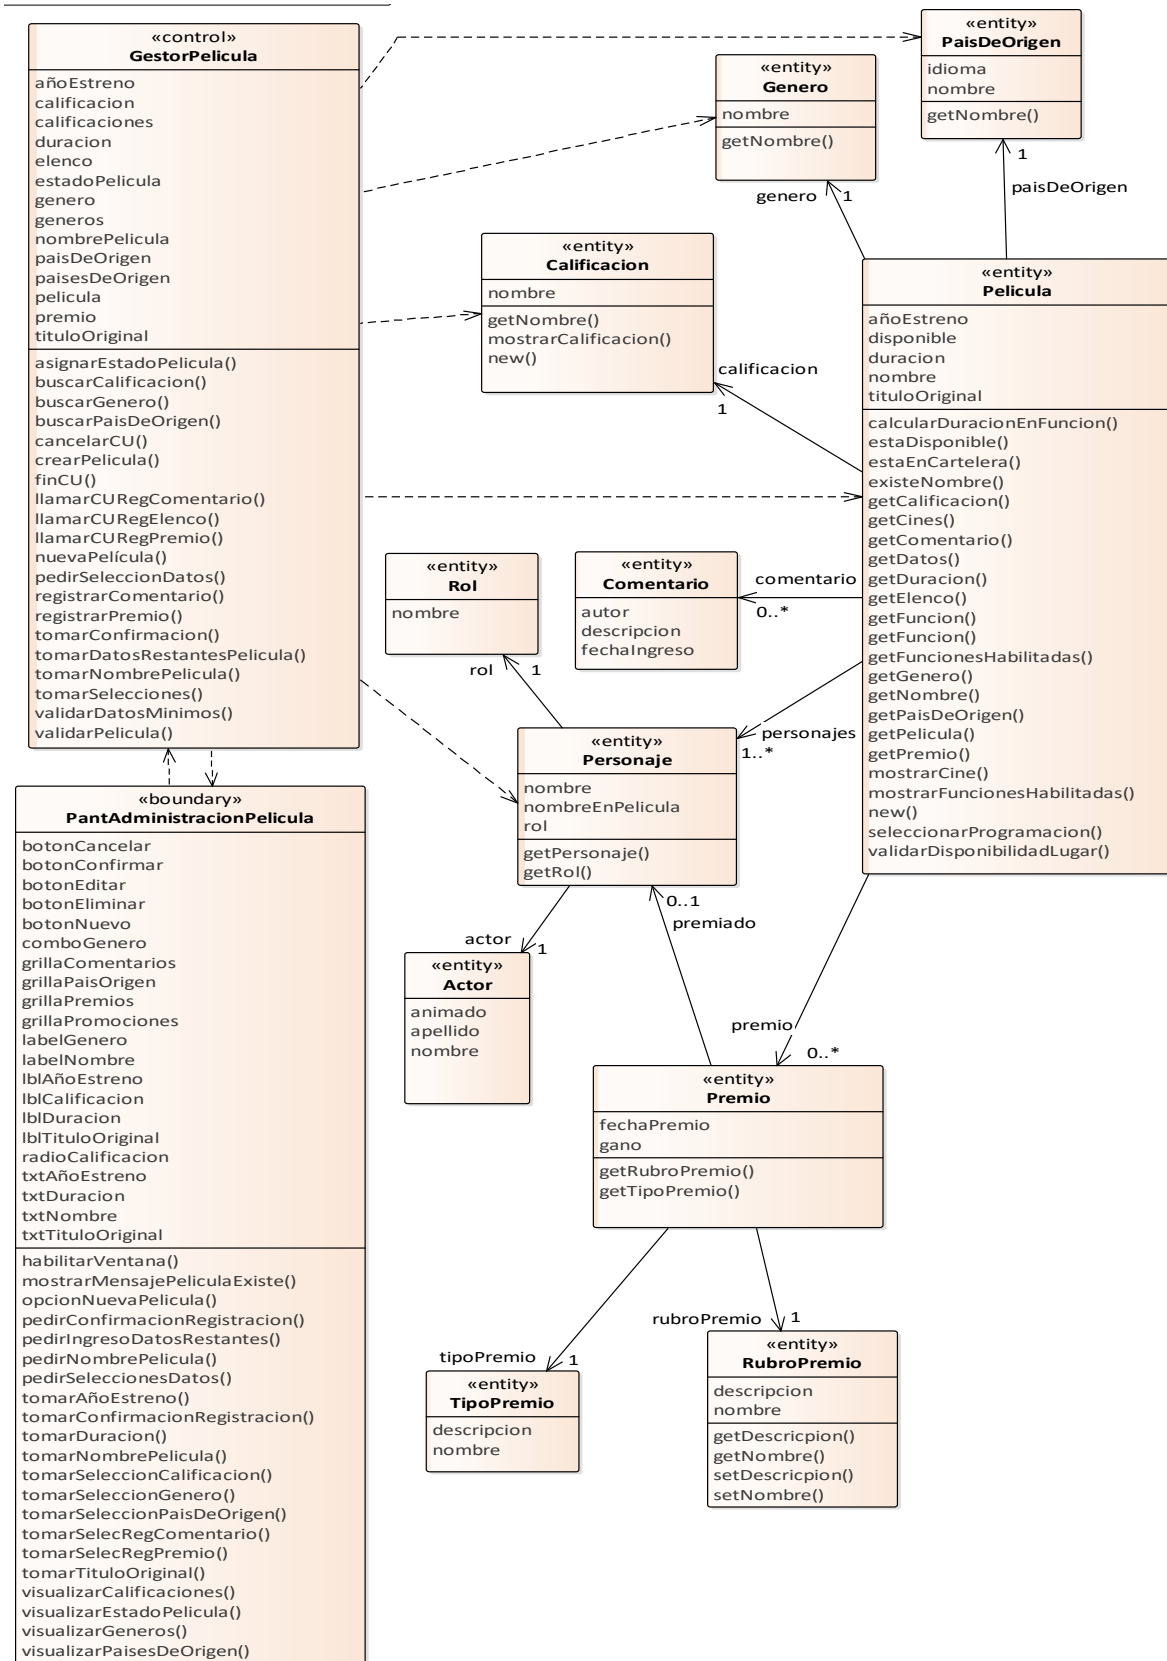 «control»
GestorPelicula
añoEstreno
calificacion
calificaciones
duracion
elenco
estadoPelicula
genero
generos
nombrePelicula
paisDeOrigen
paisesDeOrigen
pelicula
premio
tituloOriginal
asignarEstadoPelicula()
buscarCalificacion()
buscarGenero()
buscarPaisDeOrigen()
cancelarCU()
crearPelicula()
finCU()
llamarCURegComentario()
llamarCURegElenco()
llamarCURegPremio()
nuevaPelícula()
pedirSeleccionDatos()
registrarComentario()
registrarPremio()
tomarConfirmacion()
tomarDatosRestantesPelicula()
tomarNombrePelicula()
tomarSelecciones()
validarDatosMinimos()
validarPelicula()
«entity»
PaisDeOrigen
idioma
nombre
getNombre()
1
paisDeOrigen
«entity»
Genero
nombre
getNombre()
genero
1
«entity»
Calificacion
nombre
getNombre()
mostrarCalificacion()
new()
calificacion
1
«entity»
Pelicula
añoEstreno
disponible
duracion
nombre
tituloOriginal
calcularDuracionEnFuncion()
estaDisponible()
estaEnCartelera()
existeNombre()
getCalificacion()
getCines()
getComentario()
getDatos()
getDuracion()
getElenco()
getFuncion()
getFuncion()
getFuncionesHabilitadas()
getGenero()
getNombre()
getPaisDeOrigen()
getPelicula()
getPremio()
mostrarCine()
mostrarFuncionesHabilitadas()
new()
seleccionarProgramacion()
validarDisponibilidadLugar()
«entity»
Rol
nombre
rol
1
«entity»
Comentario
autor
descripcion
fechaIngreso
comentario
0..*
«entity»
Personaje
nombre
nombreEnPelicula
rol
getPersonaje()
getRol()
personajes
1..*
0..1
premiado
actor
1
«entity»
Actor
animado
apellido
nombre
premio
0..*
«entity»
Premio
fechaPremio
gano
getRubroPremio()
getTipoPremio()
tipoPremio
1
«entity»
TipoPremio
descripcion
nombre
rubroPremio
1
«entity»
RubroPremio
descripcion
nombre
getDescricpion()
getNombre()
setDescricpion()
setNombre()
«boundary»
PantAdministracionPelicula
botonCancelar
botonConfirmar
botonEditar
botonEliminar
botonNuevo
comboGenero
grillaComentarios
grillaPaisOrigen
grillaPremios
grillaPromociones
labelGenero
labelNombre
lblAñoEstreno
lblCalificacion
lblDuracion
lblTituloOriginal
radioCalificacion
txtAñoEstreno
txtDuracion
txtNombre
txtTituloOriginal
habilitarVentana()
mostrarMensajePeliculaExiste()
opcionNuevaPelicula()
pedirConfirmacionRegistracion()
pedirIngresoDatosRestantes()
pedirNombrePelicula()
pedirSeleccionesDatos()
tomarAñoEstreno()
tomarConfirmacionRegistracion()
tomarDuracion()
tomarNombrePelicula()
tomarSeleccionCalificacion()
tomarSeleccionGenero()
tomarSeleccionPaisDeOrigen()
tomarSelecRegComentario()
tomarSelecRegPremio()
tomarTituloOriginal()
visualizarCalificaciones()
visualizarEstadoPelicula()
visualizarGeneros()
visualizarPaisesDeOrigen()